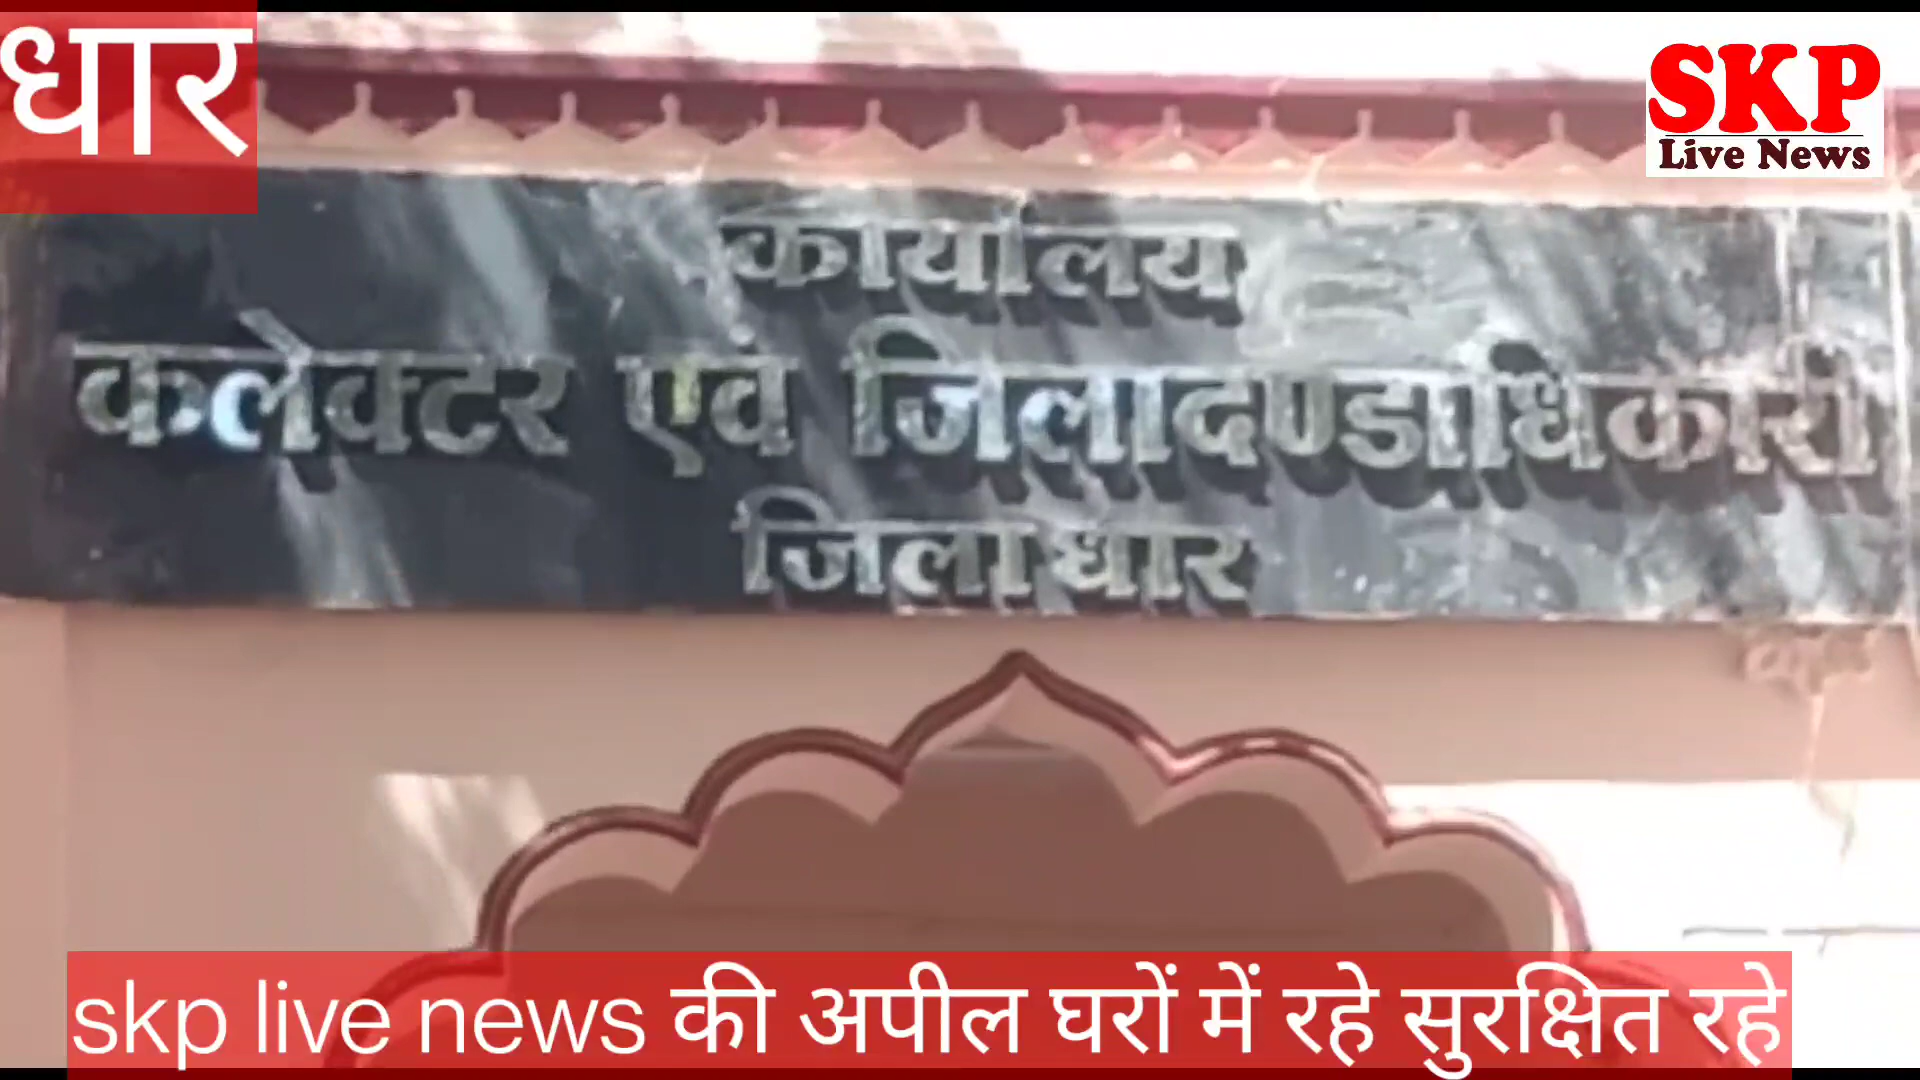 धार
SKP
Live News
कार्यालय
कलेक्टर एवं जिलादण्डाधिकारी
जिला धार
skp live news की अपील घरों में रहे सुरक्षित रहे